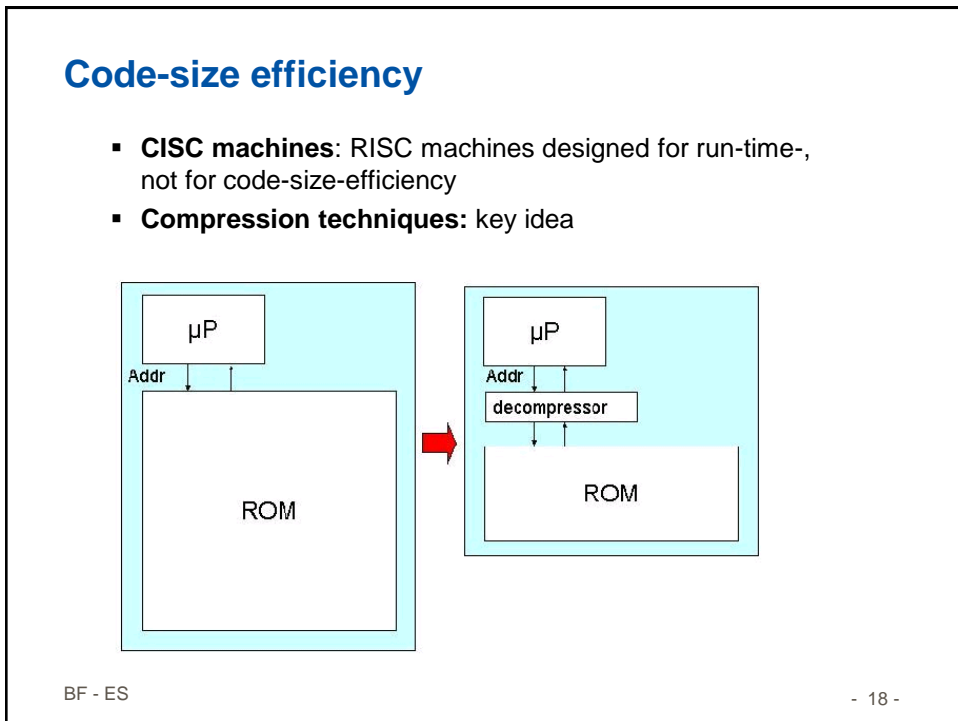 Code-size efficiency
▪ CISC machines: RISC machines designed for run-time-,
not for code-size-efficiency
▪ Compression techniques: key idea
µP
Addr
ROM
µP
Addr
decompressor
ROM
BF - ES
- 18 -